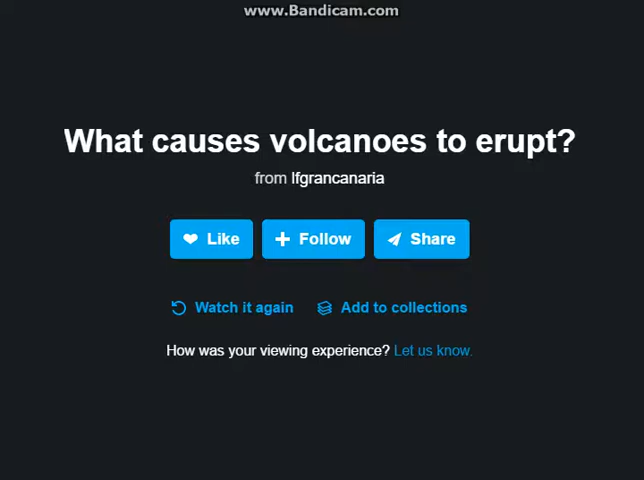 www.Bandicam.com
What causes volcanoes to erupt?
from lfgrancanaria
Like Follow Share
Watch it again Add to collections
How was your viewing experience? Let us know.